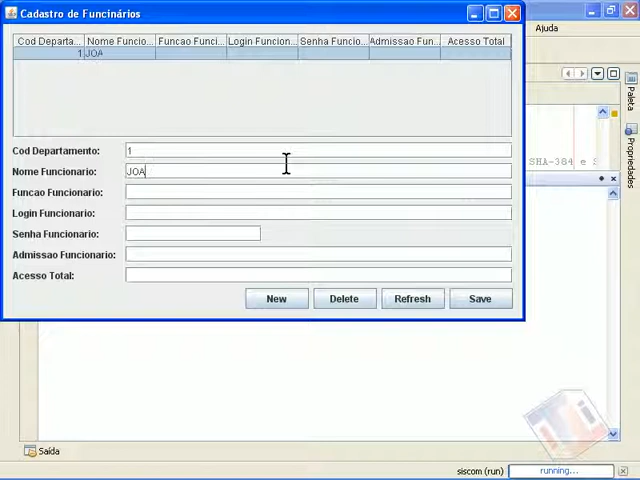 Cadastro de Funcinários
Ajuda
Cod Departa... Nome Funcio... Funcao Funci... Login Funcion... Senha Funcio... Admissao Fun... Acesso Total
1 JOA
Paleta
Propriedades
Cod Departamento: 1
SHA-384 e S
Nome Funcionario: JOA
Funcao Funcionario:
Login Funcionario:
Senha Funcionario:
Admissao Funcionario:
Acesso Total:
New Delete Refresh Save
Saída
siscom (run) running...